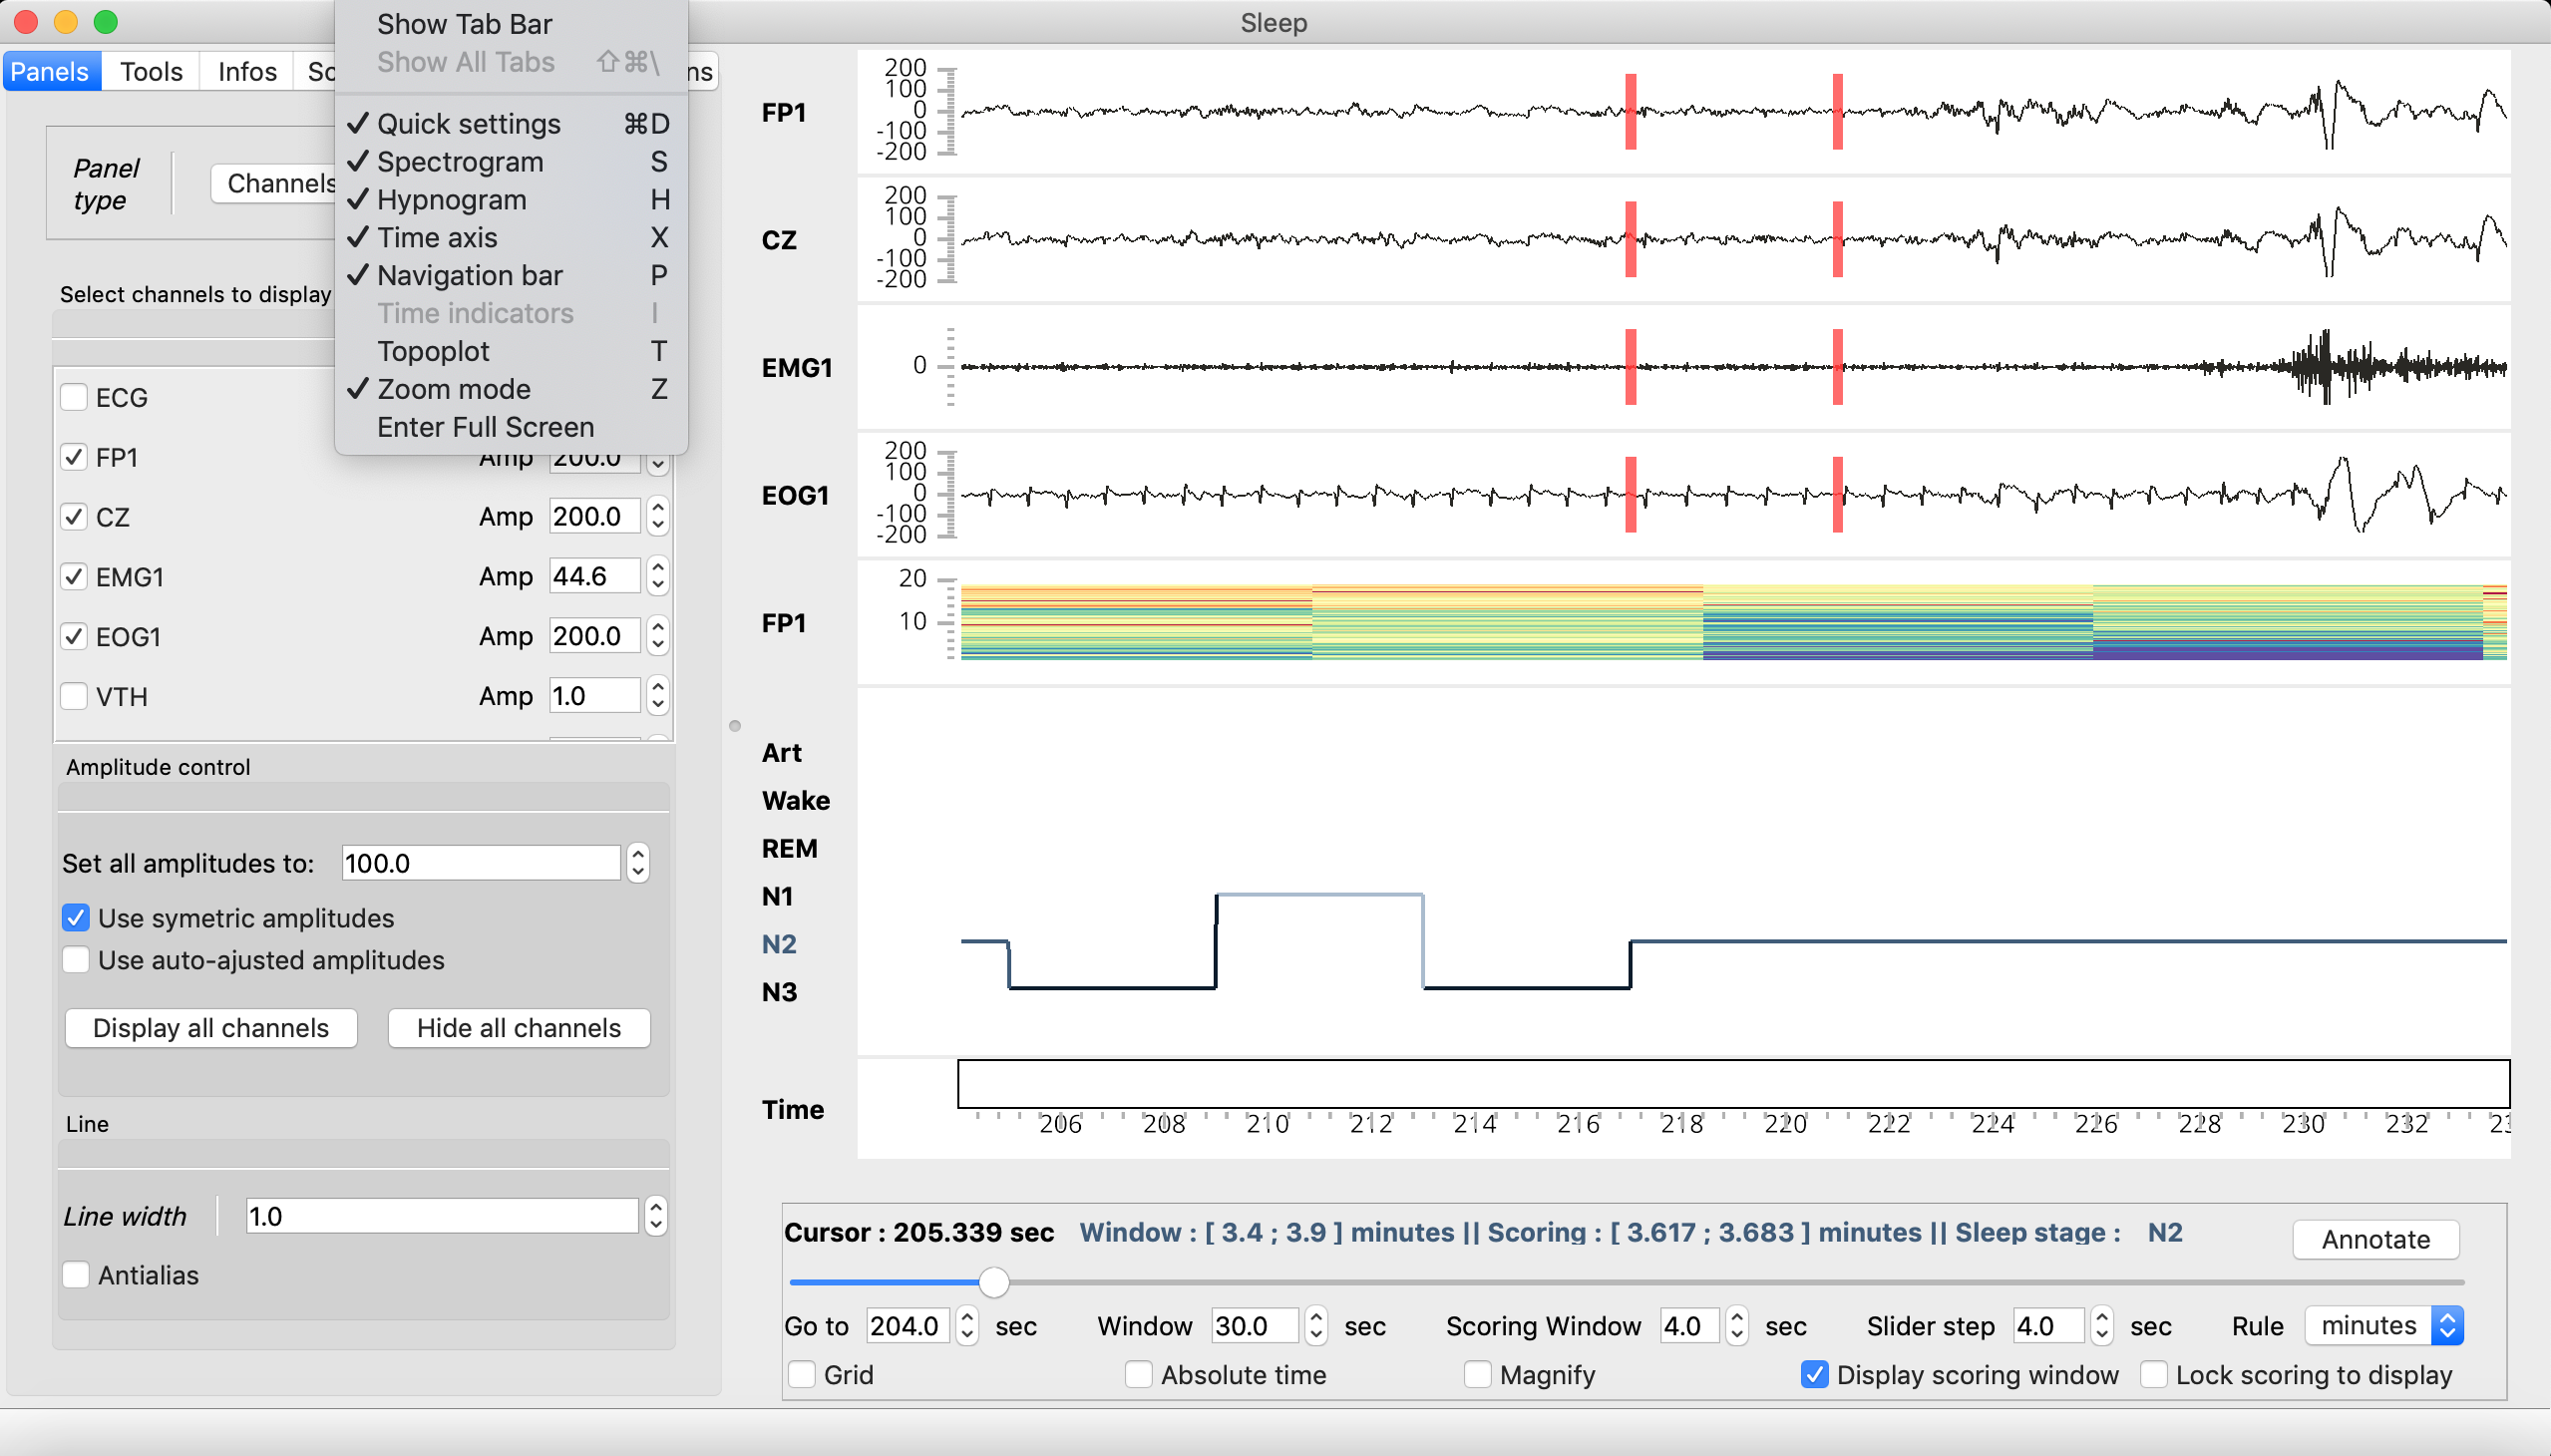 Sleep
Show Tab Bar
Show All Tabs ⇧⌘\
✓ Quick settings ⌘D
✓ Spectrogram S
✓ Hypnogram H
✓ Time axis X
✓ Navigation bar P
Time indicators I
Topoplot T
✓ Zoom mode Z
Enter Full Screen
Panels Tools Infos
Panel
type
Channels
Select channels to display
ECG
FP1 Amp 200.0
CZ Amp 200.0
EMG1 Amp 44.6
EOG1 Amp 200.0
VTH Amp 1.0
Amplitude control
Set all amplitudes to: 100.0
Use symetric amplitudes
Use auto-ajusted amplitudes
Display all channels Hide all channels
Line
Line width 1.0
Antialias
FP1
200
100
0
-100
-200
CZ
200
100
0
-100
-200
EMG1
0
EOG1
200
100
0
-100
-200
FP1
20
10
Art
Wake
REM
N1
N2
N3
Time
206 208 210 212 214 216 218 220 222 224 226 228 230 232
Cursor : 205.339 sec Window : [ 3.4 ; 3.9 ] minutes || Scoring : [ 3.617 ; 3.683 ] minutes || Sleep stage : N2
Annotate
Go to 204.0 sec Window 30.0 sec Scoring Window 4.0 sec Slider step 4.0 sec Rule minutes
Grid Absolute time Magnify Display scoring window Lock scoring to display